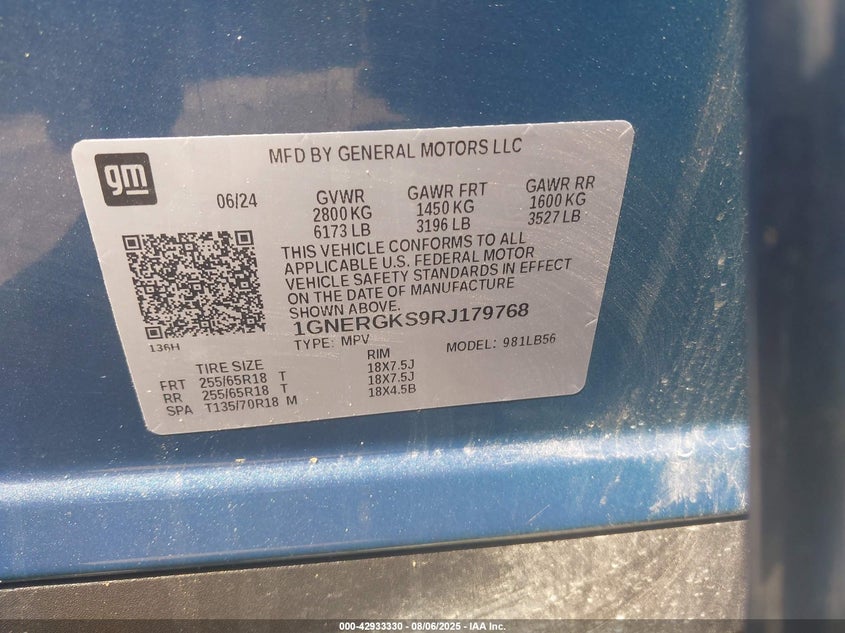 gm
MFD BY GENERAL MOTORS LLC
06/24 GVWR GAWR FRT GAWR RR
2800 KG 1450 KG 1600 KG
6173 LB 3196 LB 3527 LB
THIS VEHICLE CONFORMS TO ALL
APPLICABLE U.S. FEDERAL MOTOR
VEHICLE SAFETY STANDARDS IN EFFECT
ON THE DATE OF MANUFACTURE
SHOWN ABOVE.
1GNERGKS9RJ179768
136H
TYPE: MPV MODEL: 981LB56
TIRE SIZE RIM
FRT 255/65R18 T 18X7.5J
RR 255/65R18 T 18X7.5J
SPA T135/70R18 M 18X4.5B
000-42933330 - 08/06/2025 - IAA Inc.